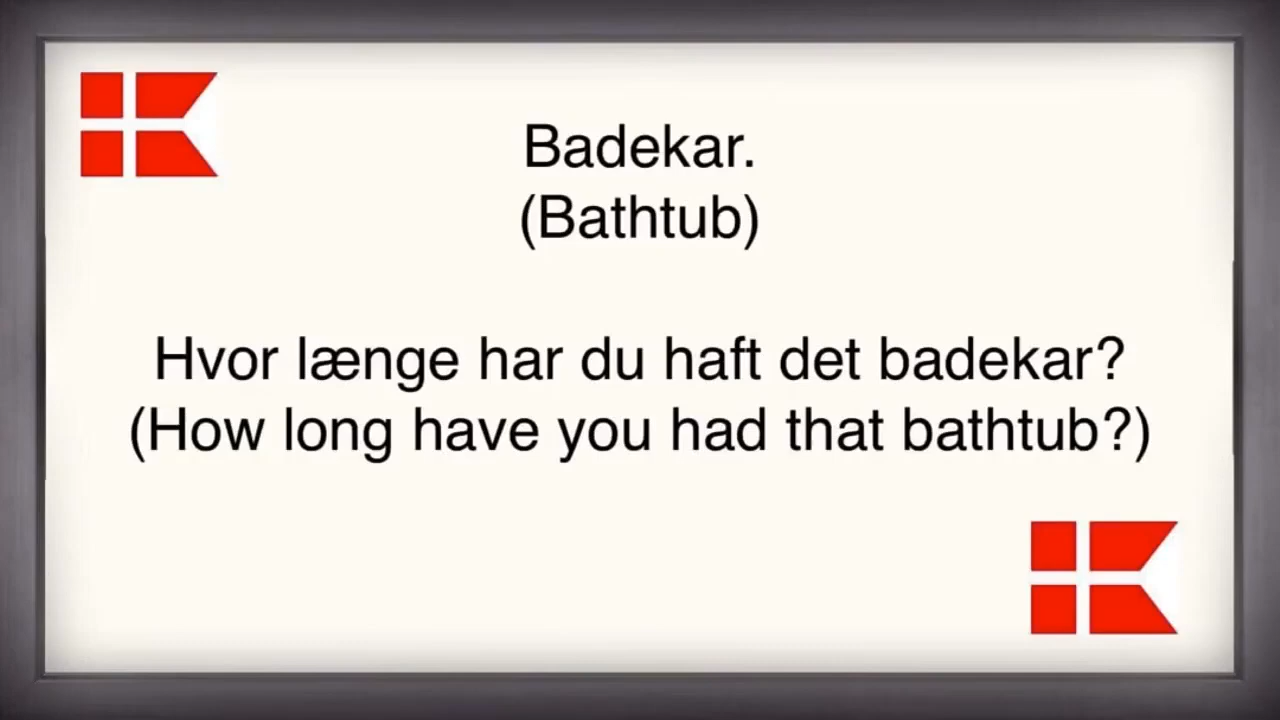 Badekar.
(Bathtub)
Hvor længe har du haft det badekar?
(How long have you had that bathtub?)